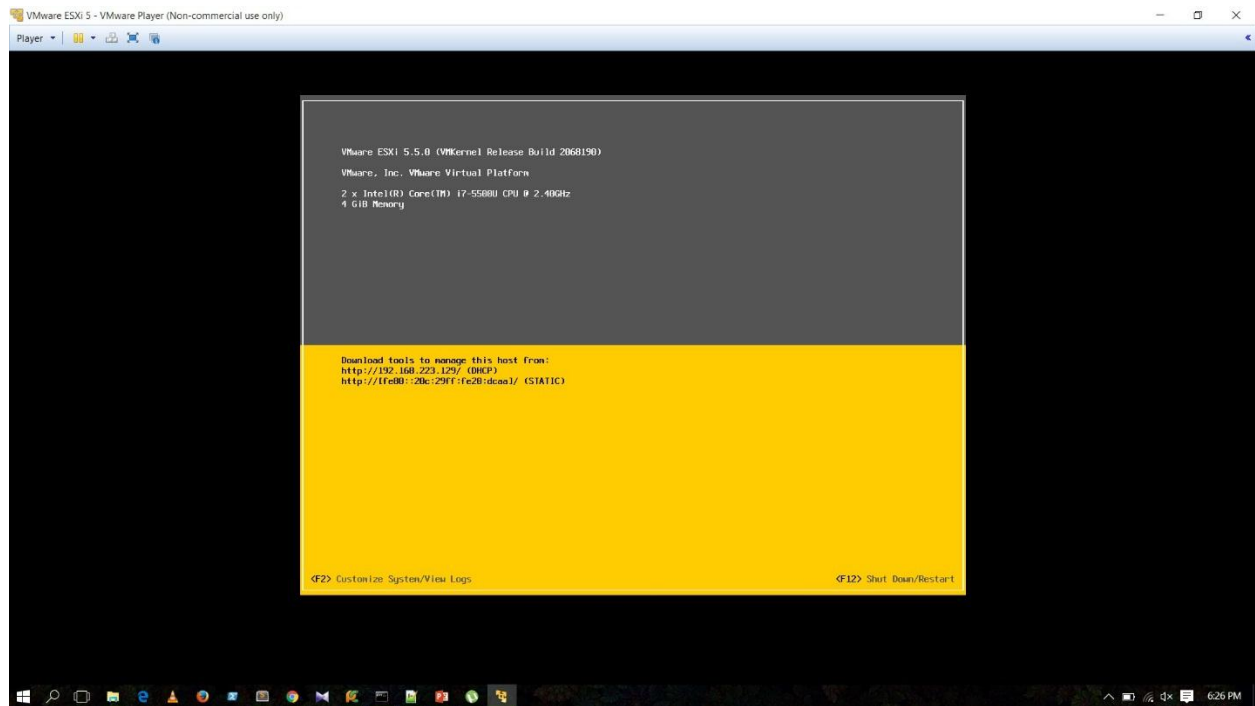 VMware ESXi 5 - VMware Player (Non-commercial use only)
Player
VMware ESXi 5.5.0 (VMKernel Release Build 2068190)
VMware, Inc. VMware Virtual Platform
2 x Intel(R) Core(TM) i7-5500U CPU @ 2.40GHz
4 GiB Memory
Download tools to manage this host from:
http://192.168.223.129/ (DHCP)
http://[fe80::20c:29ff:fe28:dcaa]/ (STATIC)
<F2> Customize System/View Logs
<F12> Shut Down/Restart
6:26 PM